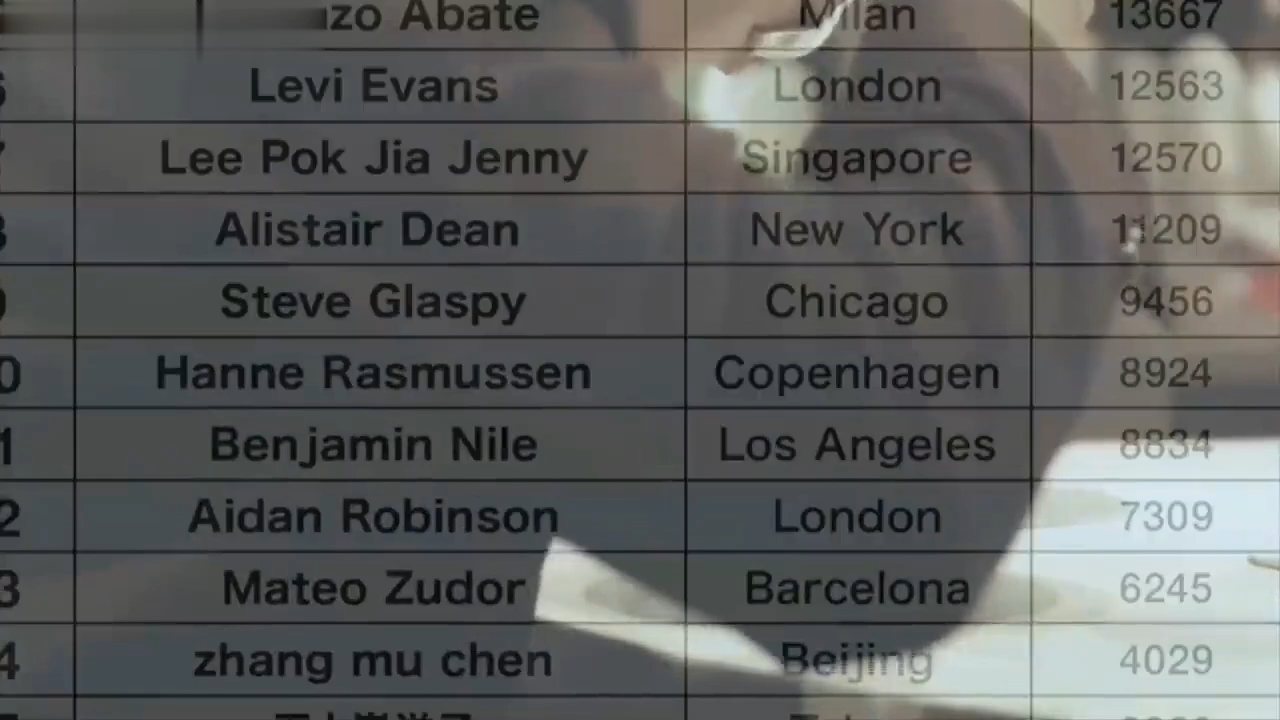 zo Abate Milan 13667
Levi Evans London 12563
Lee Pok Jia Jenny Singapore 12570
Alistair Dean New York 11209
Steve Glaspy Chicago 9456
0 Hanne Rasmussen Copenhagen 8924
1 Benjamin Nile Los Angeles 8834
2 Aidan Robinson London 7309
3 Mateo Zudor Barcelona 6245
4 zhang mu chen Beijing 4029